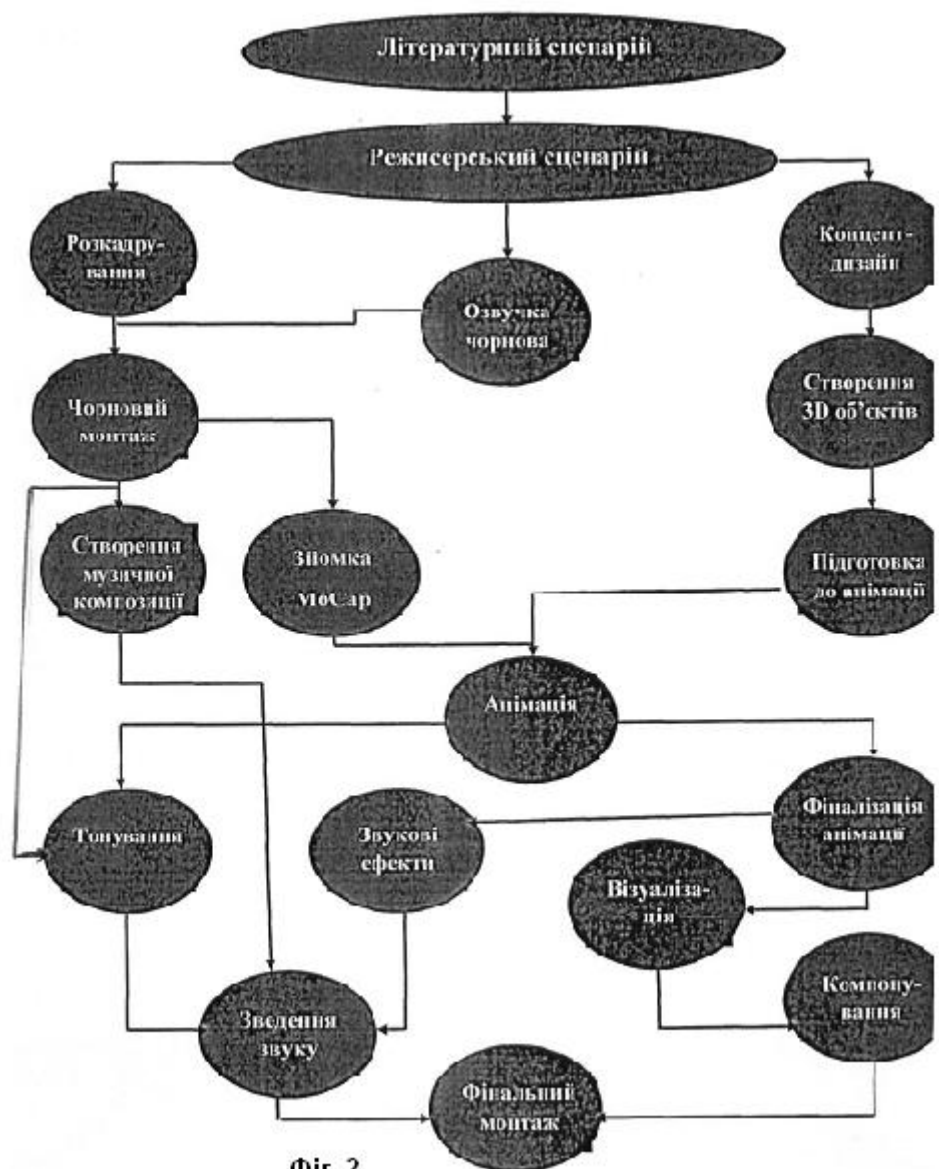 Літературний сценарій
Режисерський сценарій
Розкадру-
вання
Концепт-
дизайн
Озвучка
чорнова
Чорновий
монтаж
Створення
3D об’єктів
Створення
музичної
композиції
Зйомка
MoCap
Підготовка
до анімації
Анімація
Тонування
Звукові
ефекти
Фіналізація
анімації
Візуаліза-
ція
Компону-
вання
Зведення
звуку
Фінальний
монтаж
Фіг. 2